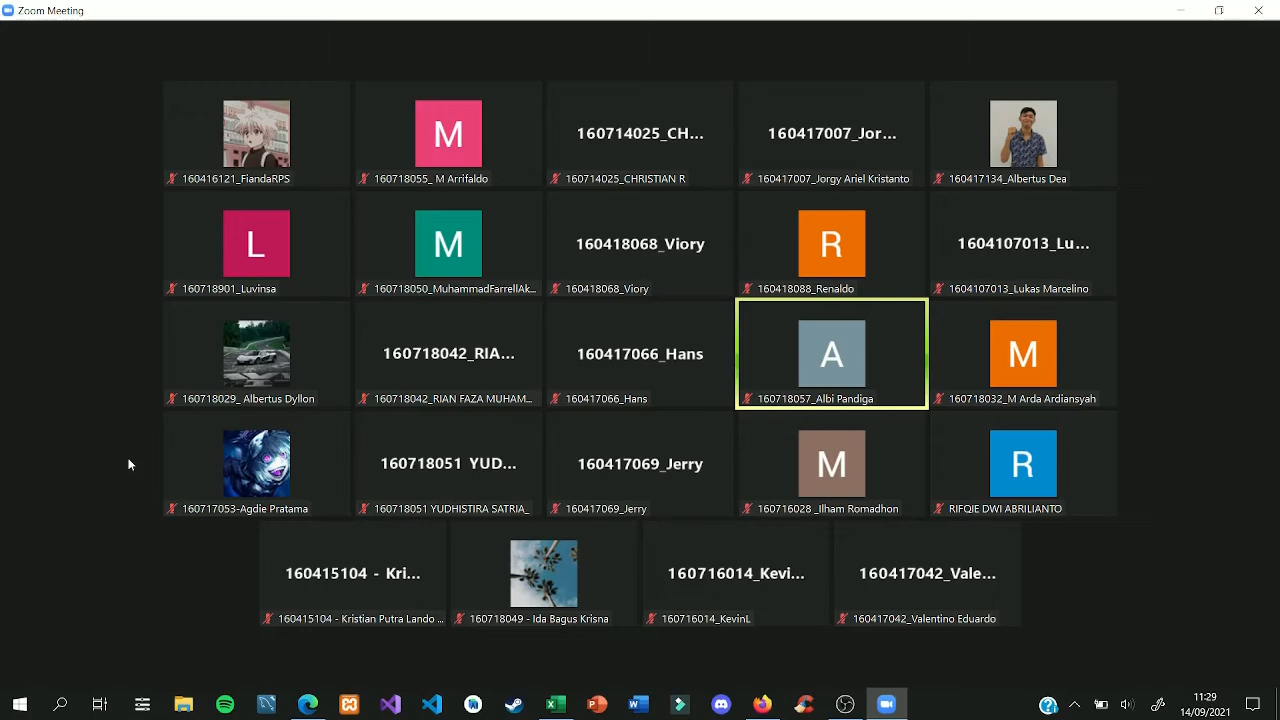 Zoom Meeting
160416121_FiandaRPS
M
160718055_ M Arrifaldo
160714025_CH...
160714025_CHRISTIAN R
160417007_Jor...
160417007_Jorgy Ariel Kristanto
160417134_Albertus Dea
L
160718901_Luvinsa
M
160718050_MuhammadFarrellAk...
160418068_Viory
160418068_Viory
R
160418088_Renaldo
1604107013_Lu...
1604107013_Lukas Marcelino
160718029_ Albertus Dyllon
160718042_RIA...
160718042_RIAN FAZA MUHAM...
160417066_Hans
160417066_Hans
A
160718057_Albi Pandiga
M
160718032_M Arda Ardiansyah
160717053-Agdie Pratama
160718051 YUD...
160718051 YUDHISTIRA SATRIA_
160417069_Jerry
160417069_Jerry
M
160716028 _Ilham Romadhon
R
RIFQIE DWI ABRILIANTO
160415104 - Kri...
160415104 - Kristian Putra Lando ...
160718049 - Ida Bagus Krisna
160716014_Kevi...
160716014_KevinL
160417042_Vale...
160417042_Valentino Eduardo
11:29
14/09/2021